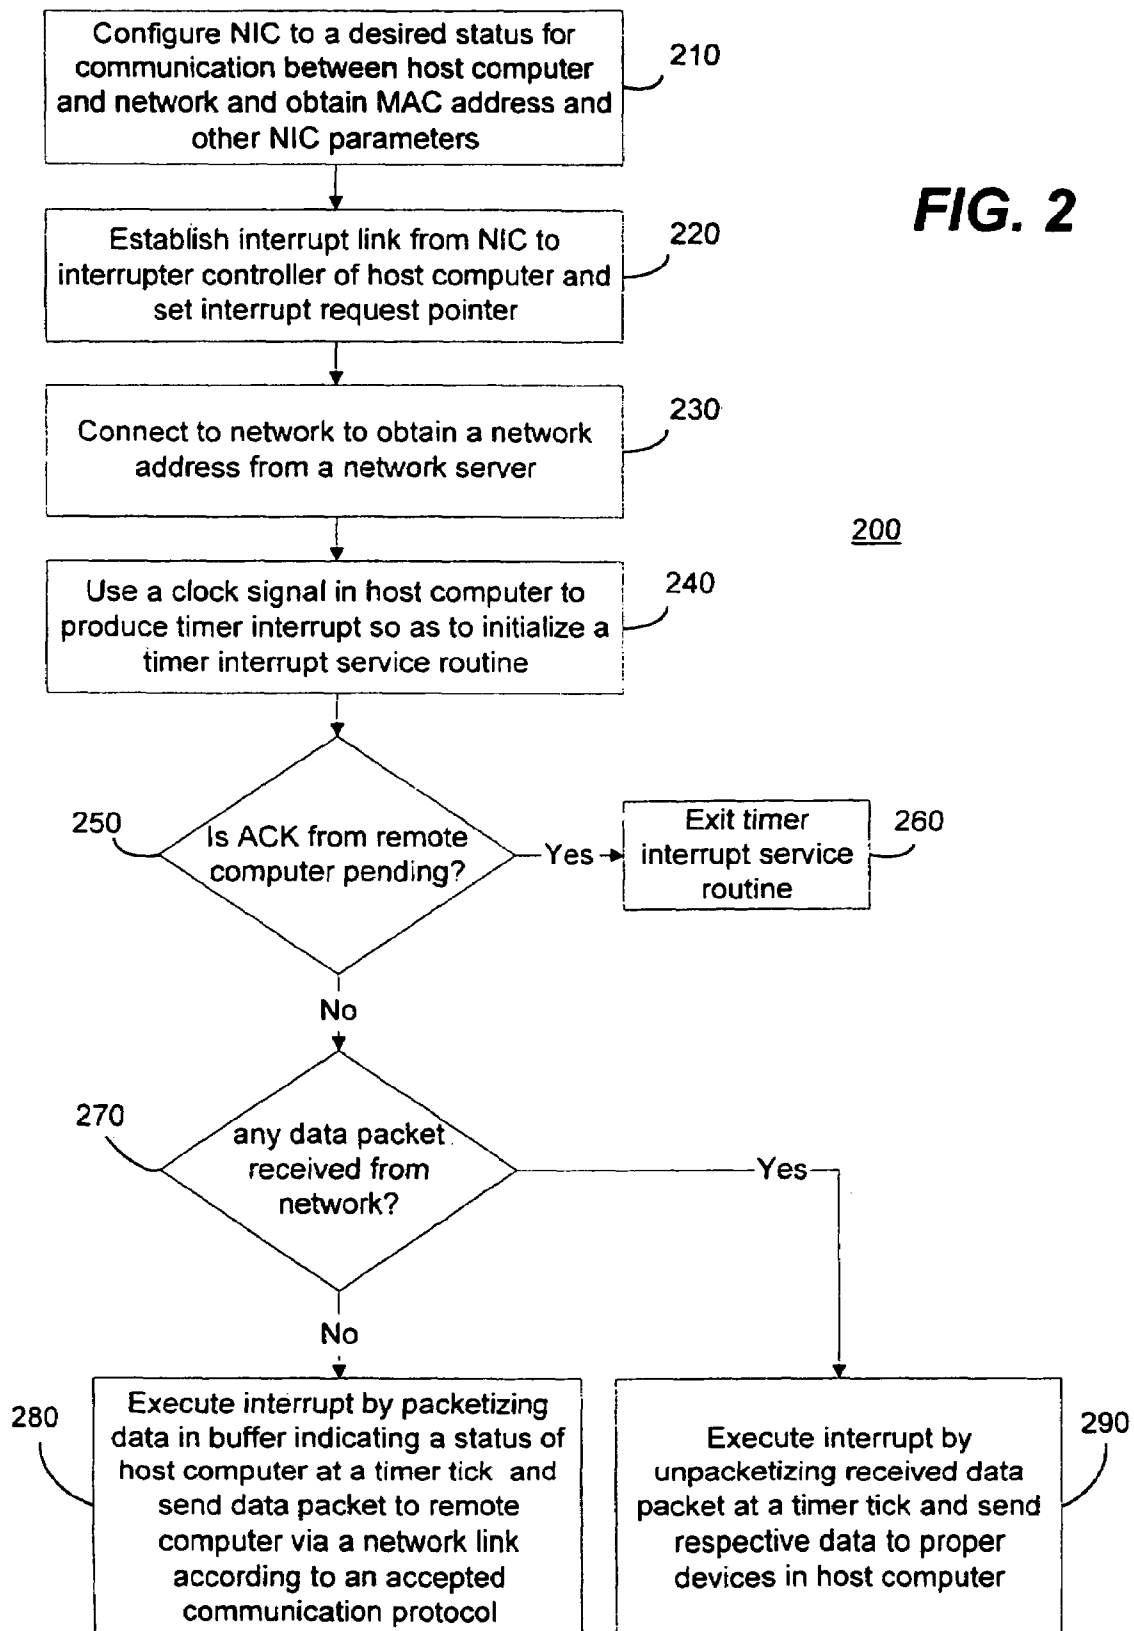 Configure NIC to a desired status for
communication between host computer
and network and obtain MAC address and
other NIC parameters
210
FIG. 2
Establish interrupt link from NIC to
interrupter controller of host computer and
set interrupt request pointer
220
Connect to network to obtain a network
address from a network server
230
200
Use a clock signal in host computer to
produce timer interrupt so as to initialize a
timer interrupt service routine
240
250
Is ACK from remote
computer pending?
Yes
Exit timer
interrupt service
routine
260
No
270
any data packet
received from
network?
Yes
No
280
Execute interrupt by packetizing
data in buffer indicating a status of
host computer at a timer tick and
send data packet to remote
computer via a network link
according to an accepted
communication protocol
Execute interrupt by
unpacketizing received data
packet at a timer tick and send
respective data to proper
devices in host computer
290